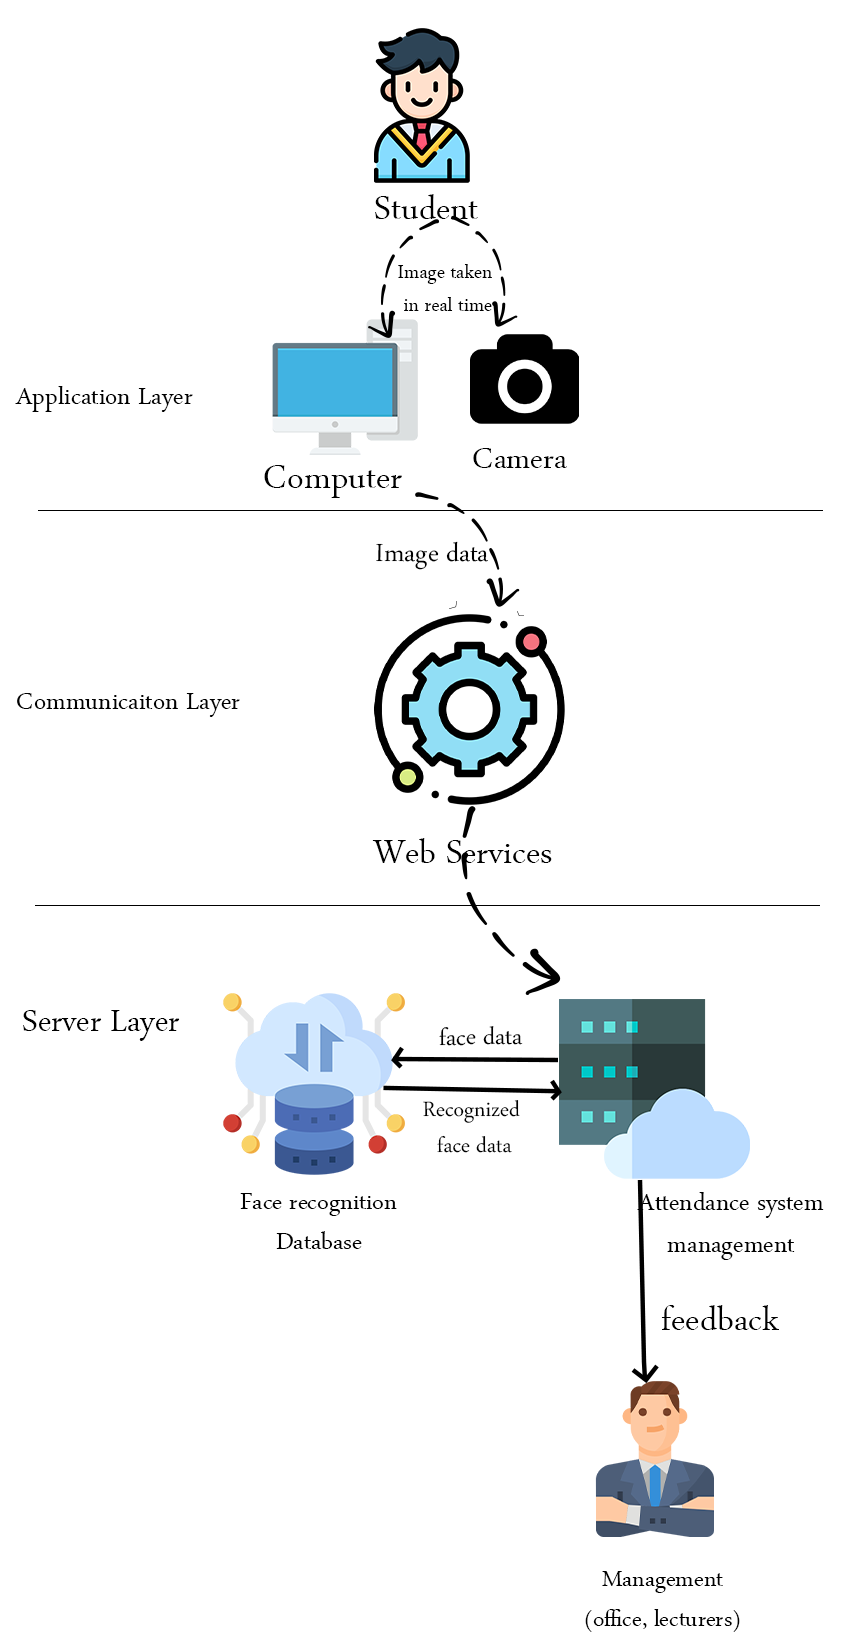 Student
Image taken
in real time
Application Layer
Camera
Computer
Image data
Communicaiton Layer
Web Services
Server Layer
face data
Recognized
face data
Face recognition
Database
Attendance system
management
feedback
Management
(office, lecturers)